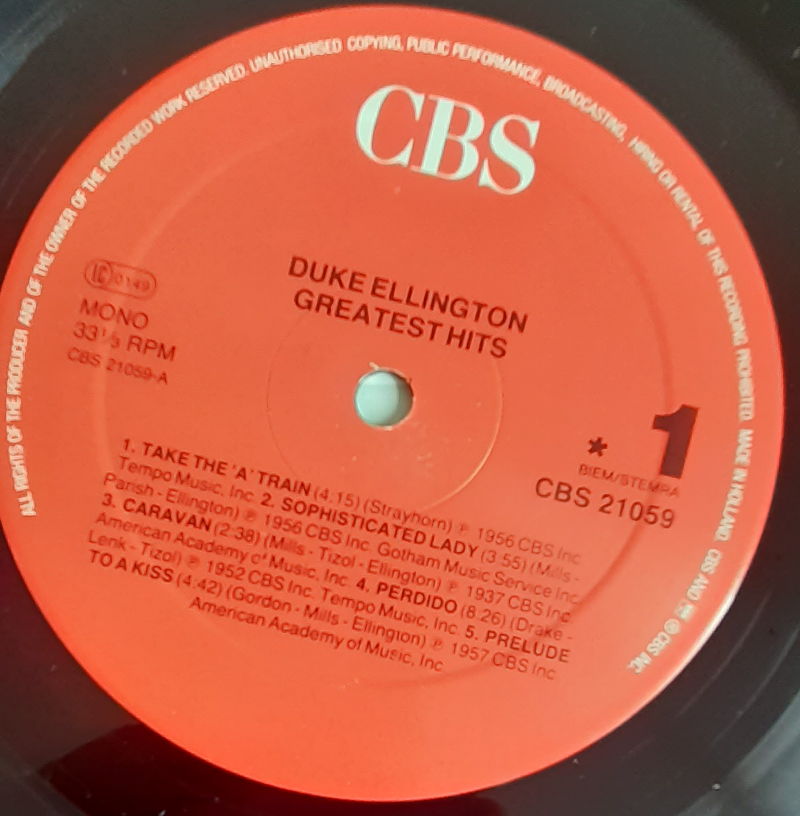 ALL RIGHTS OF THE PRODUCER AND OF THE OWNER OF THE RECORDED WORK RESERVED. UNAUTHORISED COPYING, PUBLIC PERFORMANCE, BROADCASTING, HIRING OR RENTAL OF THIS RECORDING PROHIBITED. MADE IN HOLLAND. CBS AND ℗ © CBS INC.
CBS
DUKE ELLINGTON
GREATEST HITS
LC 0149
MONO
33⅓ RPM
CBS 21059-A
* 1
BIEM/STEMRA
CBS 21059
1. TAKE THE 'A' TRAIN (4:15) (Strayhorn) ℗ 1956 CBS Inc.
Tempo Music, Inc. 2. SOPHISTICATED LADY (3:55) (Mills -
Parish - Ellington) ℗ 1956 CBS Inc. Gotham Music Service Inc.
3. CARAVAN (2:38) (Mills - Tizol - Ellington) ℗ 1937 CBS Inc.
American Academy of Music, Inc. 4. PERDIDO (8:26) (Drake -
Lenk - Tizol) ℗ 1952 CBS Inc. Tempo Music, Inc. 5. PRELUDE
TO A KISS (4:42) (Gordon - Mills - Ellington) ℗ 1957 CBS Inc.
American Academy of Music, Inc.